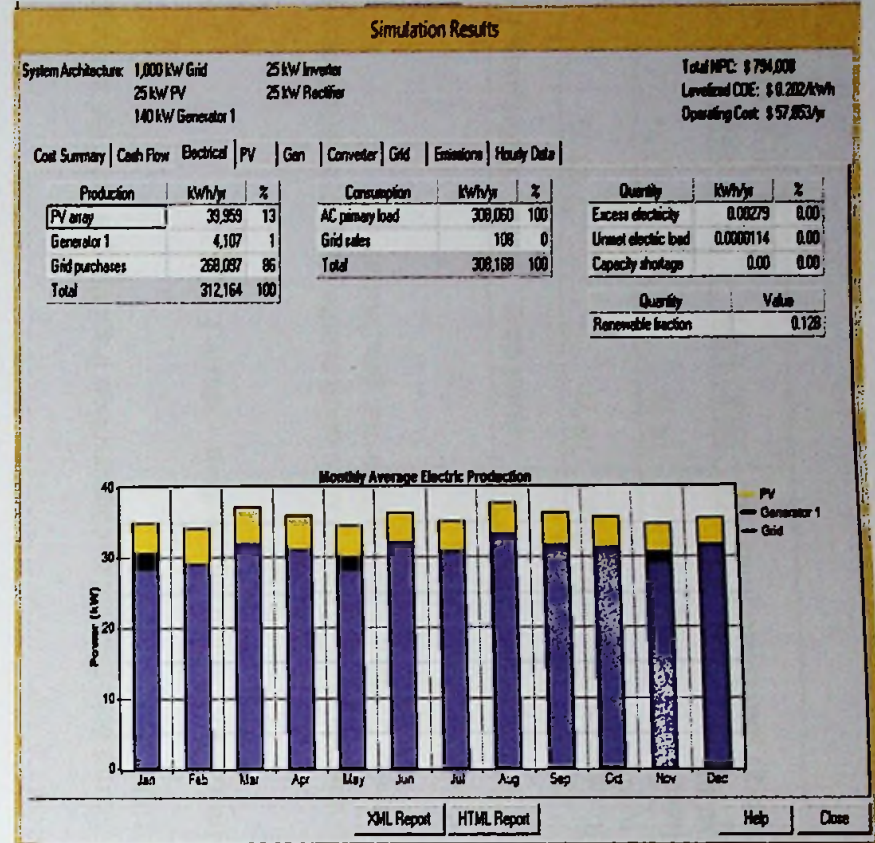 Simulation Results
System Architecture: 1,000 kW Grid 25 kW Inverter Total NPC: $ 794,008
25 kW PV 25 kW Rectifier Levelized COE: $ 0.202/kWh
140 kW Generator 1 Operating Cost: $ 57,853/yr
Cost Summary Cash Flow Electrical PV Gen Converter Grid Emissions Hourly Data
Production kWh/yr %
PV array 39,959 13
Generator 1 4,107 1
Grid purchases 268,097 86
Total 312,164 100
Consumption kWh/yr %
AC primary load 308,060 100
Grid sales 108 0
Total 308,168 100
Quantity kWh/yr %
Excess electricity 0.00279 0.00
Unmet electric load 0.0000114 0.00
Capacity shortage 0.00 0.00
Quantity Value
Renewable fraction 0.128
Monthly Average Electric Production
PV
Generator 1
Grid
Power (kW)
40
30
20
10
0
Jan Feb Mar Apr May Jun Jul Aug Sep Oct Nov Dec
XML Report HTML Report Help Close